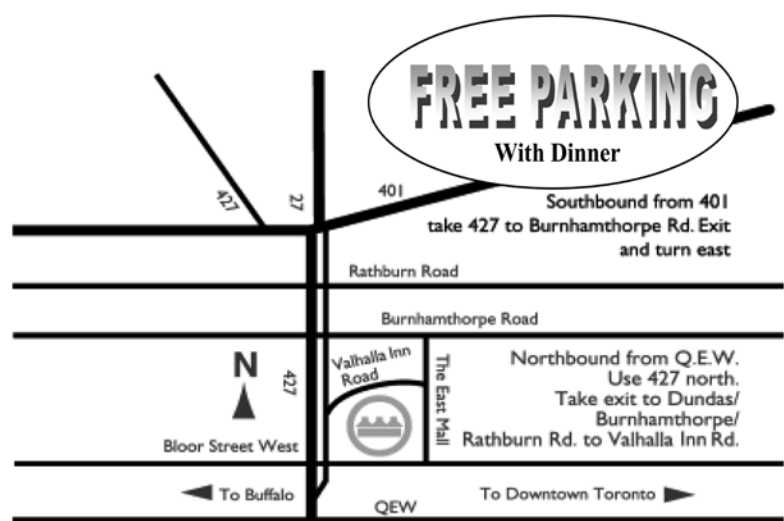 FREE PARKING
With Dinner
427
27
401
Southbound from 401
take 427 to Burnhamthorpe Rd. Exit
and turn east
Rathburn Road
Burnhamthorpe Road
N
427
Valhalla Inn
Road
The East Mall
Northbound from Q.E.W.
Use 427 north.
Take exit to Dundas/
Burnhamthorpe/
Rathburn Rd. to Valhalla Inn Rd.
Bloor Street West
To Buffalo
QEW
To Downtown Toronto